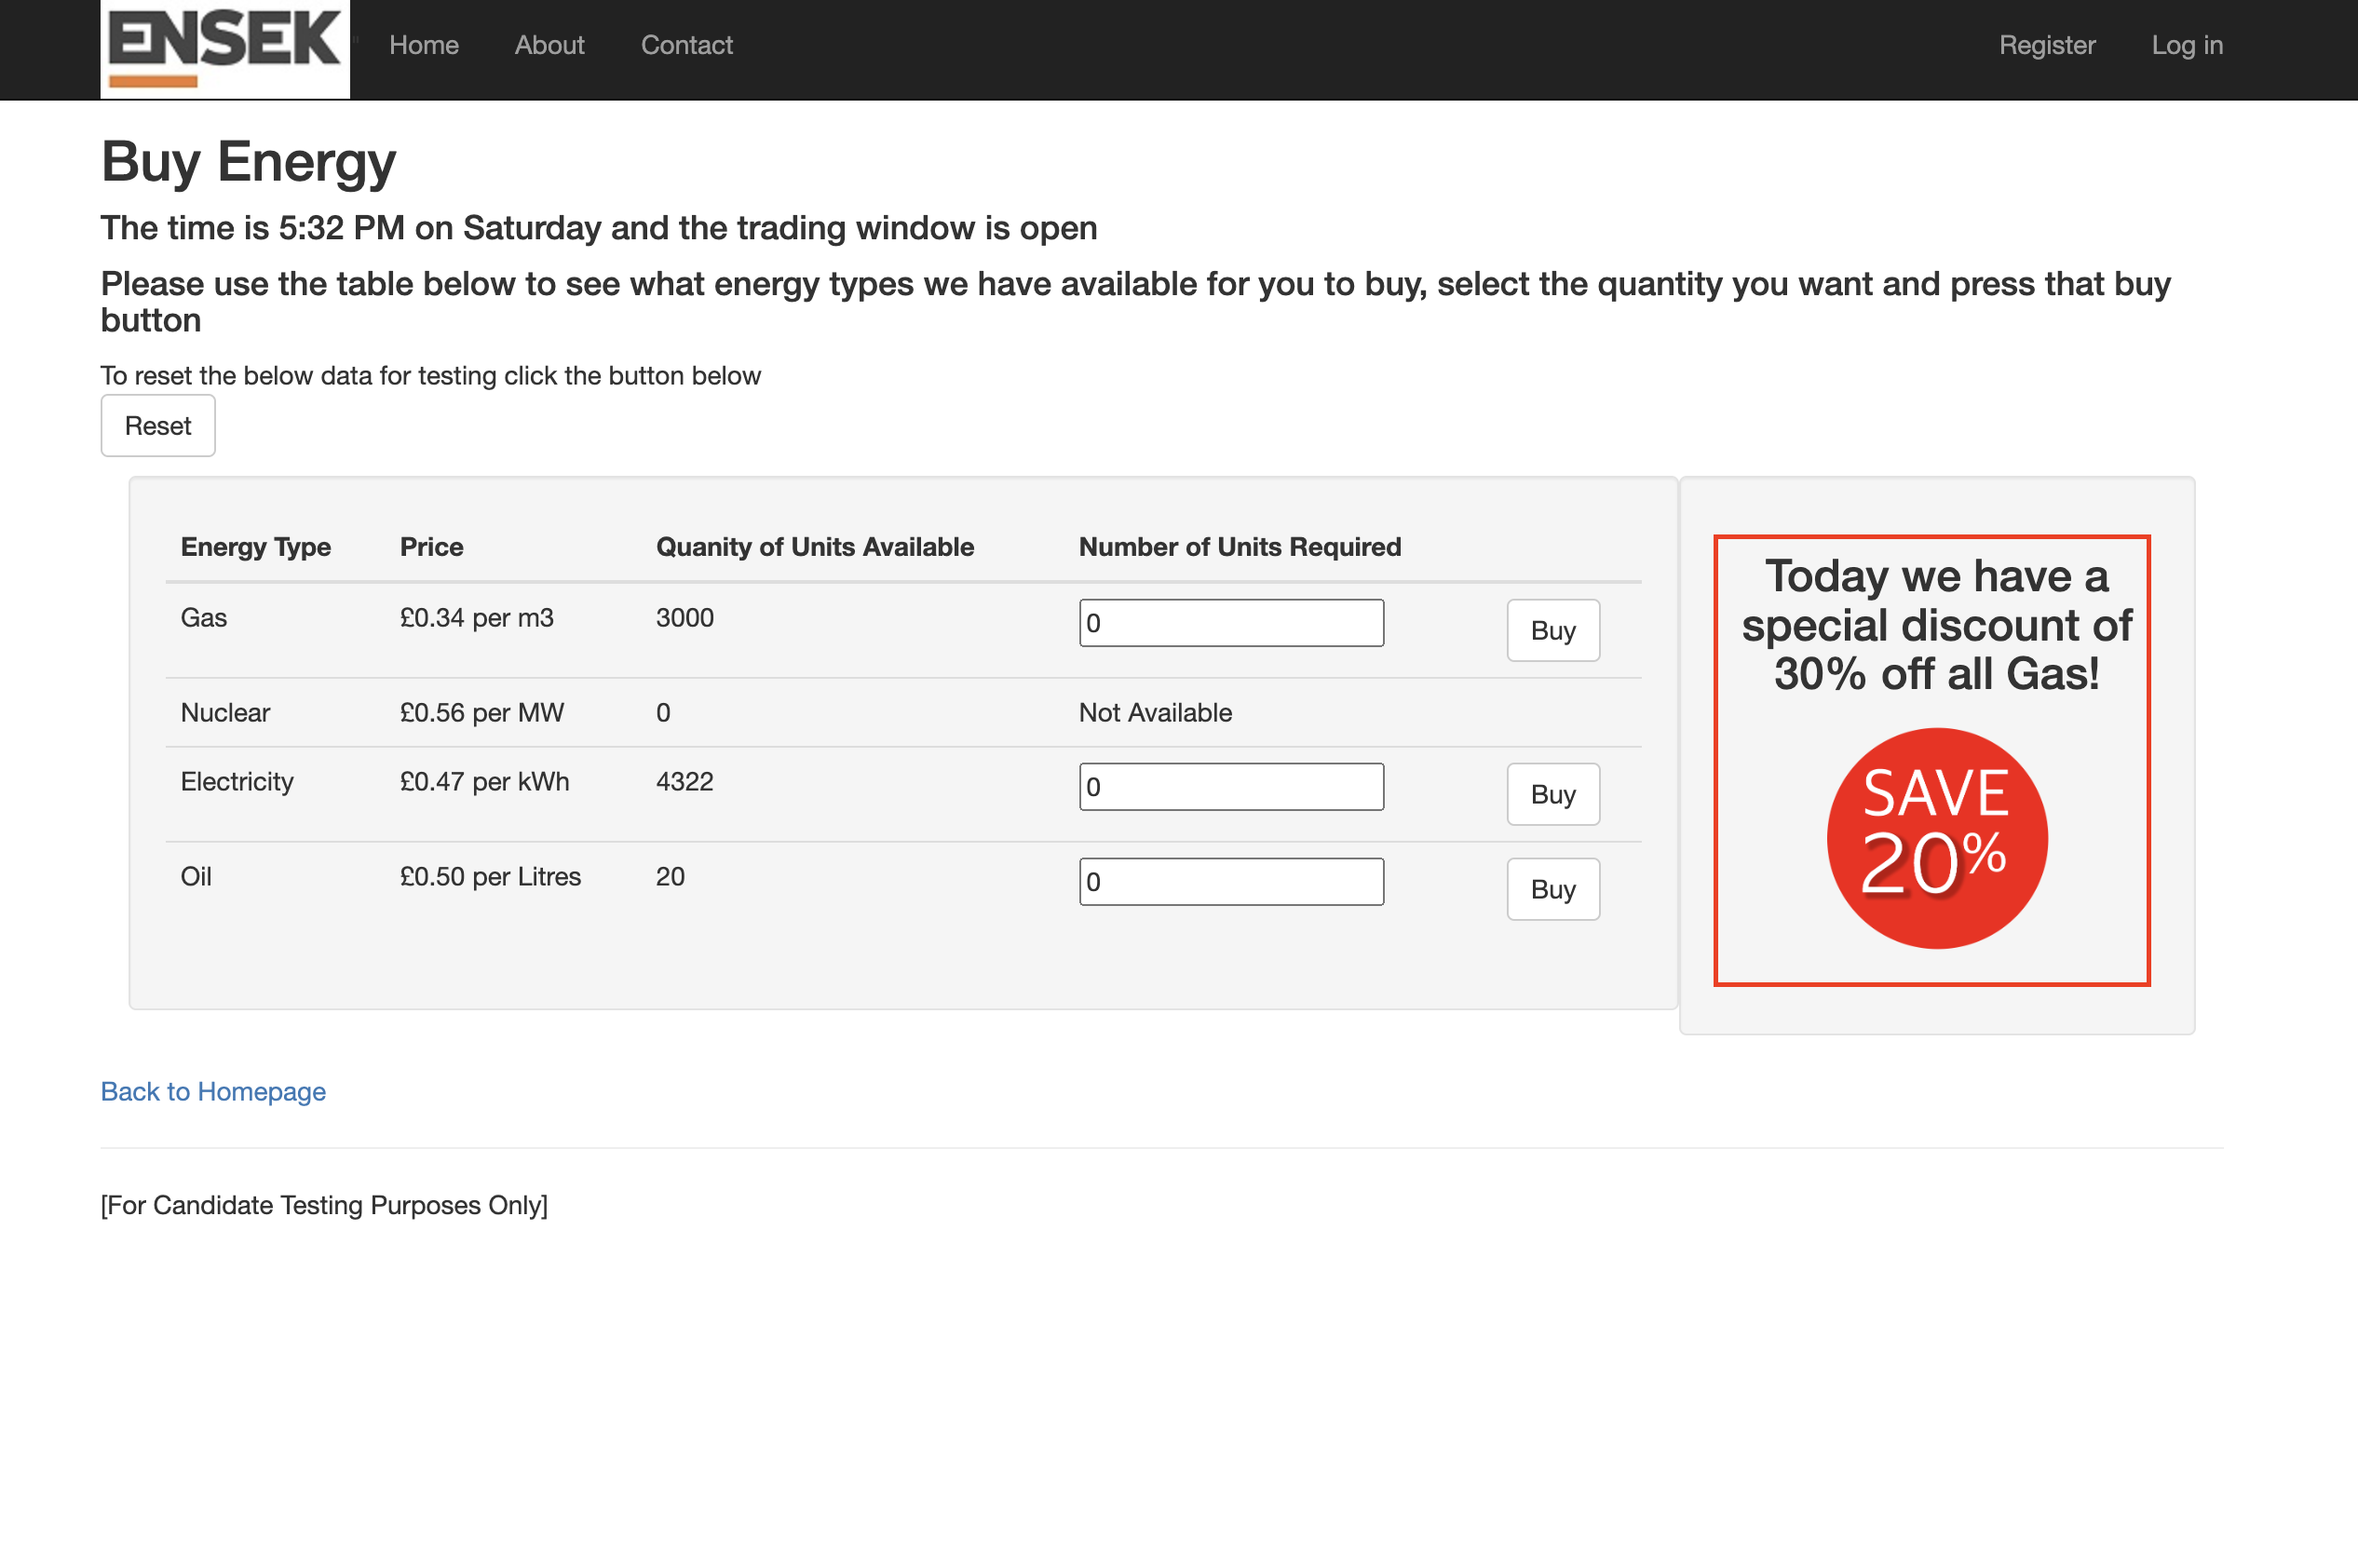 ENSEK
Home About Contact Register Log in
Buy Energy
The time is 5:32 PM on Saturday and the trading window is open
Please use the table below to see what energy types we have available for you to buy, select the quantity you want and press that buy
button
To reset the below data for testing click the button below
Reset
Energy Type Price Quanity of Units Available Number of Units Required
Gas £0.34 per m3 3000 0 Buy
Nuclear £0.56 per MW 0 Not Available
Electricity £0.47 per kWh 4322 0 Buy
Oil £0.50 per Litres 20 0 Buy
Today we have a
special discount of
30% off all Gas!
SAVE
20%
Back to Homepage
[For Candidate Testing Purposes Only]